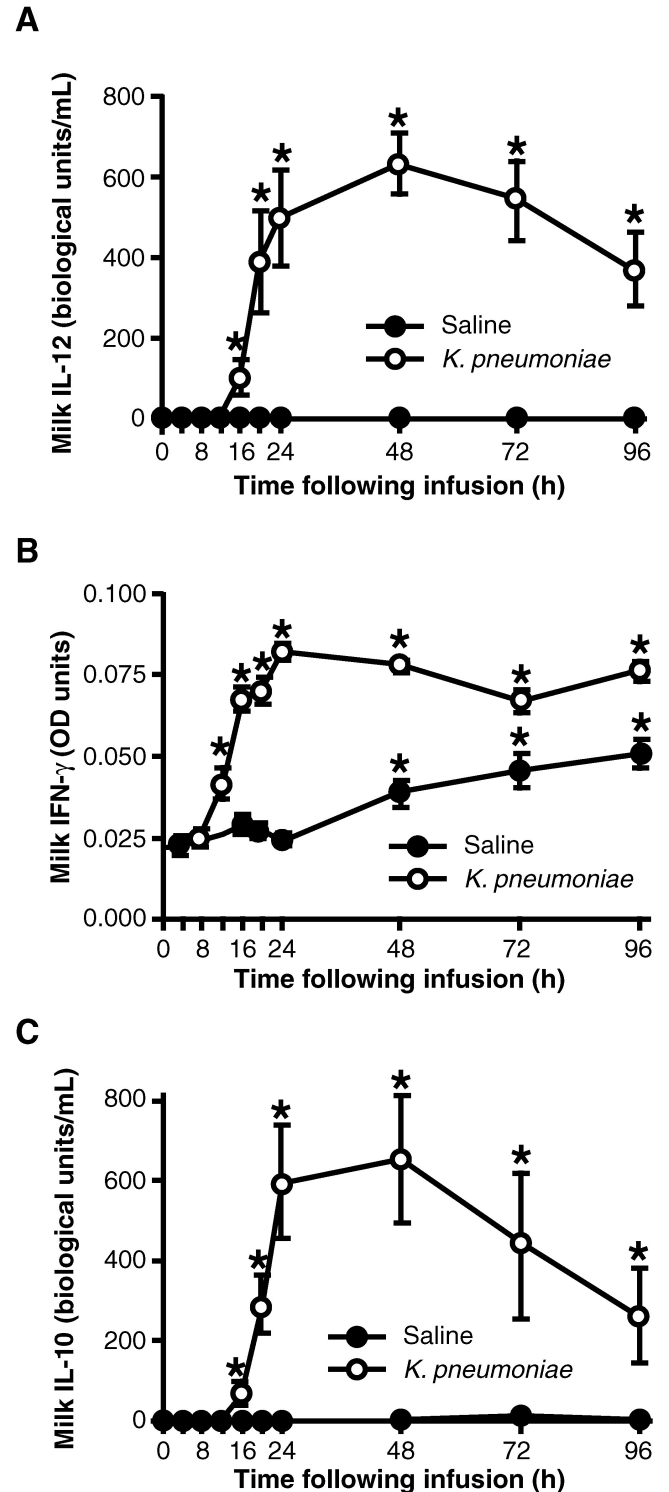 A
Milk IL-12 (biological units/mL)
800
600
400
200
0
* * * * * *
Saline
K. pneumoniae
0 8 16 24 48 72 96
Time following infusion (h)
B
Milk IFN-γ (OD units)
0.100
0.075
0.050
0.025
0.000
* * * * * * *
* * *
Saline
K. pneumoniae
0 8 16 24 48 72 96
Time following infusion (h)
C
Milk IL-10 (biological units/mL)
800
600
400
200
0
* * * * * *
Saline
K. pneumoniae
0 8 16 24 48 72 96
Time following infusion (h)